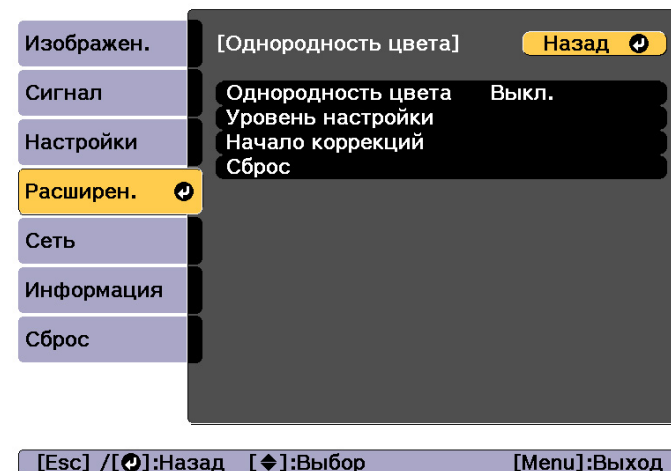 Изображен.
Сигнал
Настройки
Расширен.
Сеть
Информация
Сброс
[Однородность цвета] Назад
Однородность цвета Выкл.
Уровень настройки
Начало коррекций
Сброс
[Esc] /[ ]:Назад [ ]:Выбор [Menu]:Выход